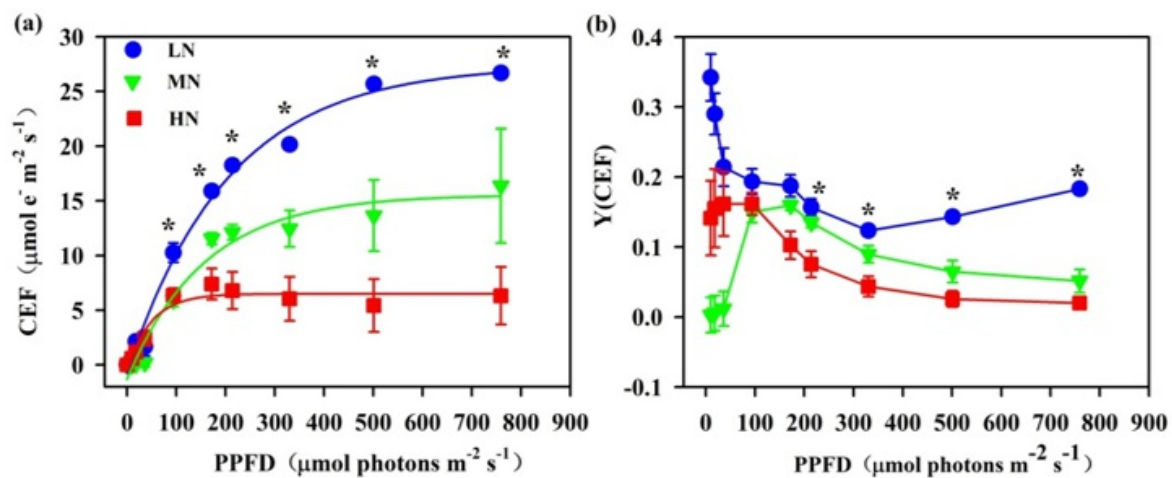 (a)
30
25
20
15
10
5
0
CEF（μmol e⁻ m⁻² s⁻¹）
LN
MN
HN
* * * * * * *
0 100 200 300 400 500 600 700 800 900
PPFD（μmol photons m⁻² s⁻¹）
(b)
0.4
0.3
0.2
0.1
0.0
-0.1
Y(CEF)
* * * *
0 100 200 300 400 500 600 700 800 900
PPFD（μmol photons m⁻² s⁻¹）